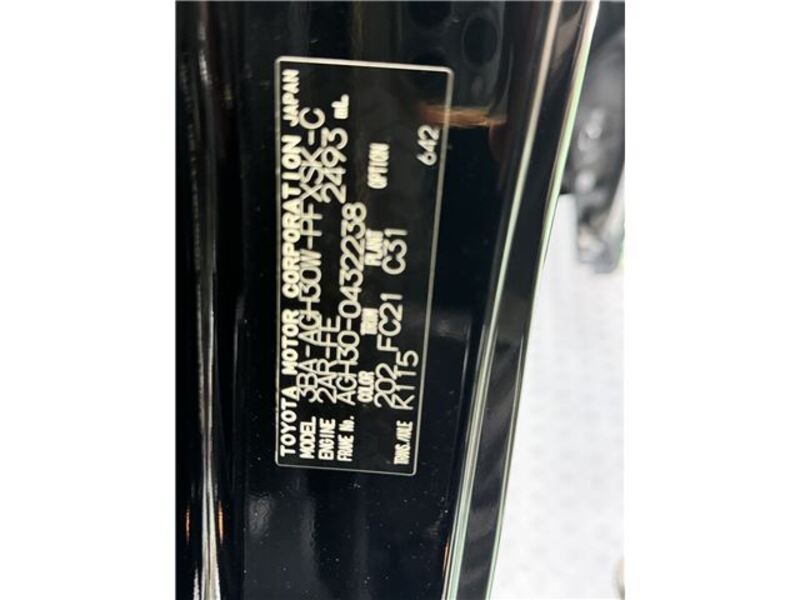 TOYOTA MOTOR CORPORATION JAPAN
MODEL 3BA-AGH30W-PFXSK-C
ENGINE 2AR-FE 2493 mL
FRAME No. AGH30-0432238
COLOR TRIM PLANT OPTION
202 FC21 C31
TRANS./AXLE K115 642